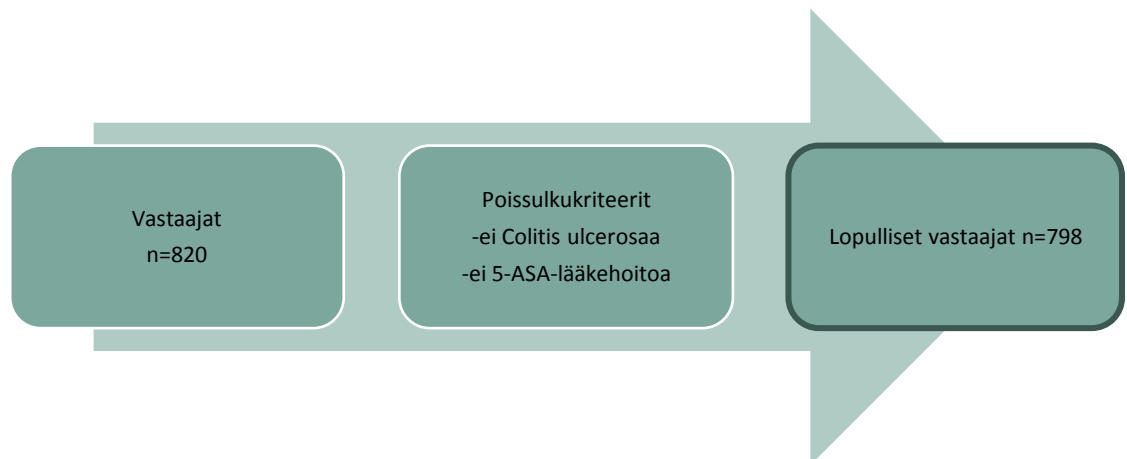 Vastaajat
n=820
Poissulkukriteerit
-ei Colitis ulcerosaa
-ei 5-ASA-lääkehoitoa
Lopulliset vastaajat n=798